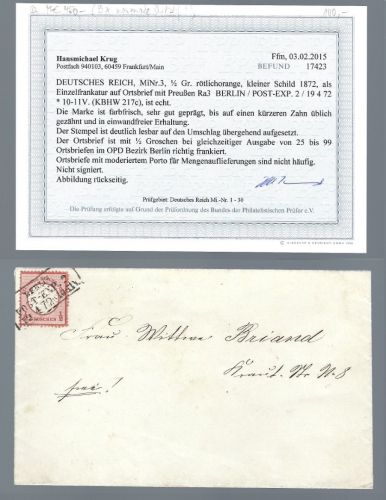 100,-
Hansmichael Krug
Postfach 940103, 60459 Frankfurt/Main
Ffm, 03.02.2015
BEFUND / 17423
DEUTSCHES REICH, MiNr.3, ½ Gr. rötlichorange, kleiner Schild 1872, als
Einzelfrankatur auf Ortsbrief mit Preußen Ra3 BERLIN / POST-EXP. 2 / 19 4 72
* 10-11V. (KBHW 217c), ist echt.
Die Marke ist farbfrisch, sehr gut geprägt, bis auf einen kürzeren Zahn üblich
gezähnt und in einwandfreier Erhaltung.
Der Stempel ist deutlich lesbar auf den Umschlag übergehend aufgesetzt.
Der Ortsbrief ist mit ½ Groschen bei gleichzeitiger Ausgabe von 25 bis 99
Ortsbriefen im OPD Bezirk Berlin richtig frankiert.
Ortsbriefe mit moderiertem Porto für Mengenauflieferungen sind nicht häufig.
Nicht signiert.
Abbildung rückseitig.
Prüfgebiet: Deutsches Reich Mi.-Nr. 1 - 30
Die Prüfung erfolgte auf Grund der Prüfordnung des Bundes der Philatelistischen Prüfer e.V.
Frau Wittwe Briand
Kraut-Str N. 8
frei!